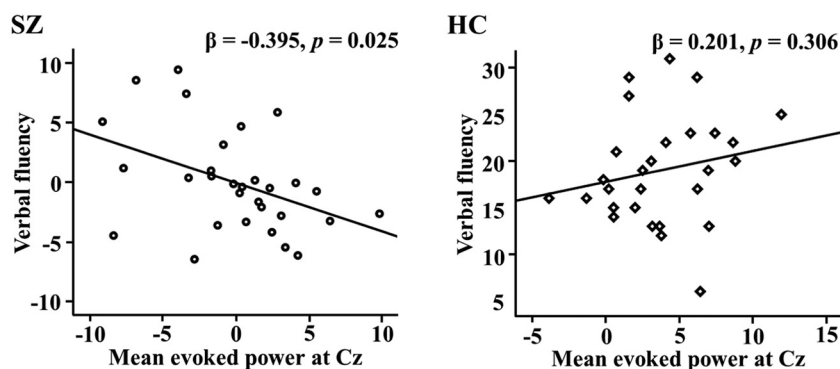 SZ
β = -0.395, p = 0.025
Verbal fluency
10
5
0
-5
-10
-10 -5 0 5 10
Mean evoked power at Cz
HC
β = 0.201, p = 0.306
Verbal fluency
30
25
20
15
10
5
-5 0 5 10 15
Mean evoked power at Cz